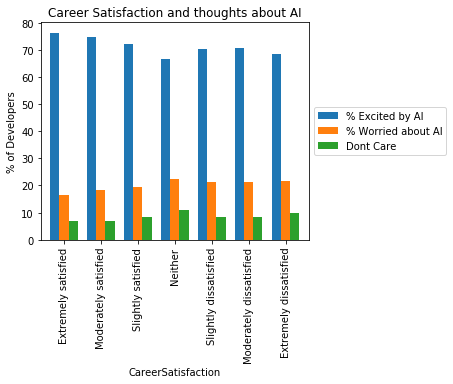 Career Satisfaction and thoughts about AI
80
70
60
50
40
30
20
10
0
% of Developers
% Excited by AI
% Worried about AI
Dont Care
Extremely satisfied
Moderately satisfied
Slightly satisfied
Neither
Slightly dissatisfied
Moderately dissatisfied
Extremely dissatisfied
CareerSatisfaction